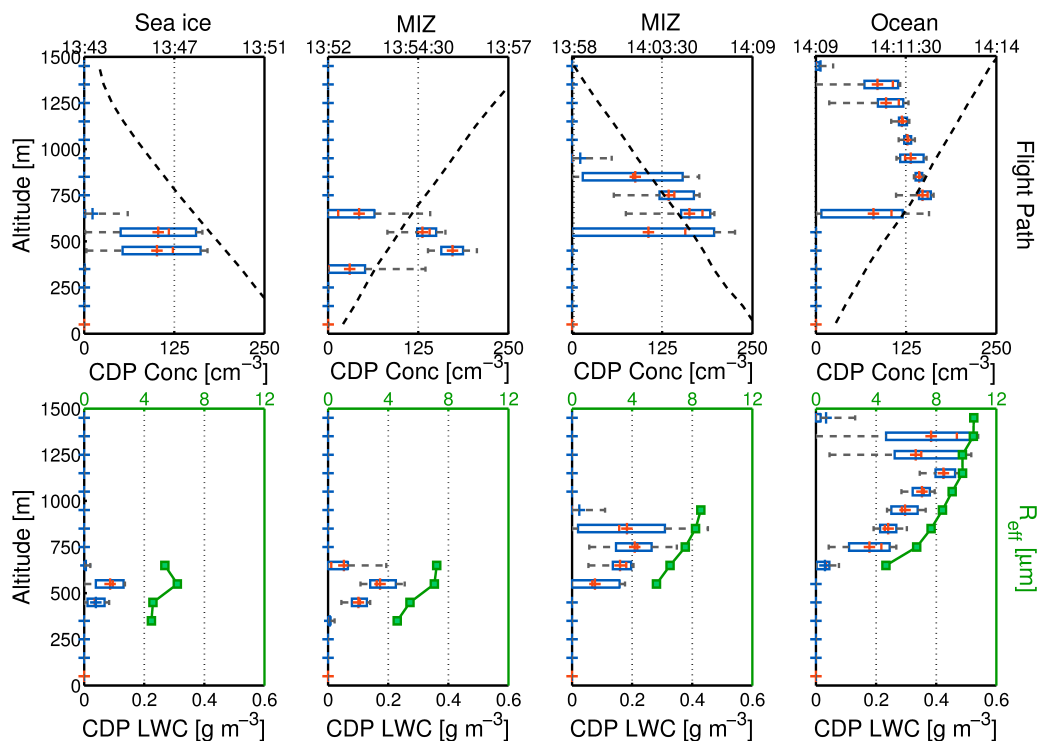 Sea ice MIZ MIZ Ocean
13:43 13:47 13:51 13:52 13:54:30 13:57 13:58 14:03:30 14:09 14:09 14:11:30 14:14
1500
1250
1000
750
500
250
0
Altitude [m]
Flight Path
0 125 250 0 125 250 0 125 250 0 125 250
CDP Conc [cm⁻³] CDP Conc [cm⁻³] CDP Conc [cm⁻³] CDP Conc [cm⁻³]
0 4 8 12 0 4 8 12 0 4 8 12 0 4 8 12
1500
1250
1000
750
500
250
0
Altitude [m]
R_eff [µm]
0 0.2 0.4 0.6 0 0.2 0.4 0.6 0 0.2 0.4 0.6 0 0.2 0.4 0.6
CDP LWC [g m⁻³] CDP LWC [g m⁻³] CDP LWC [g m⁻³] CDP LWC [g m⁻³]